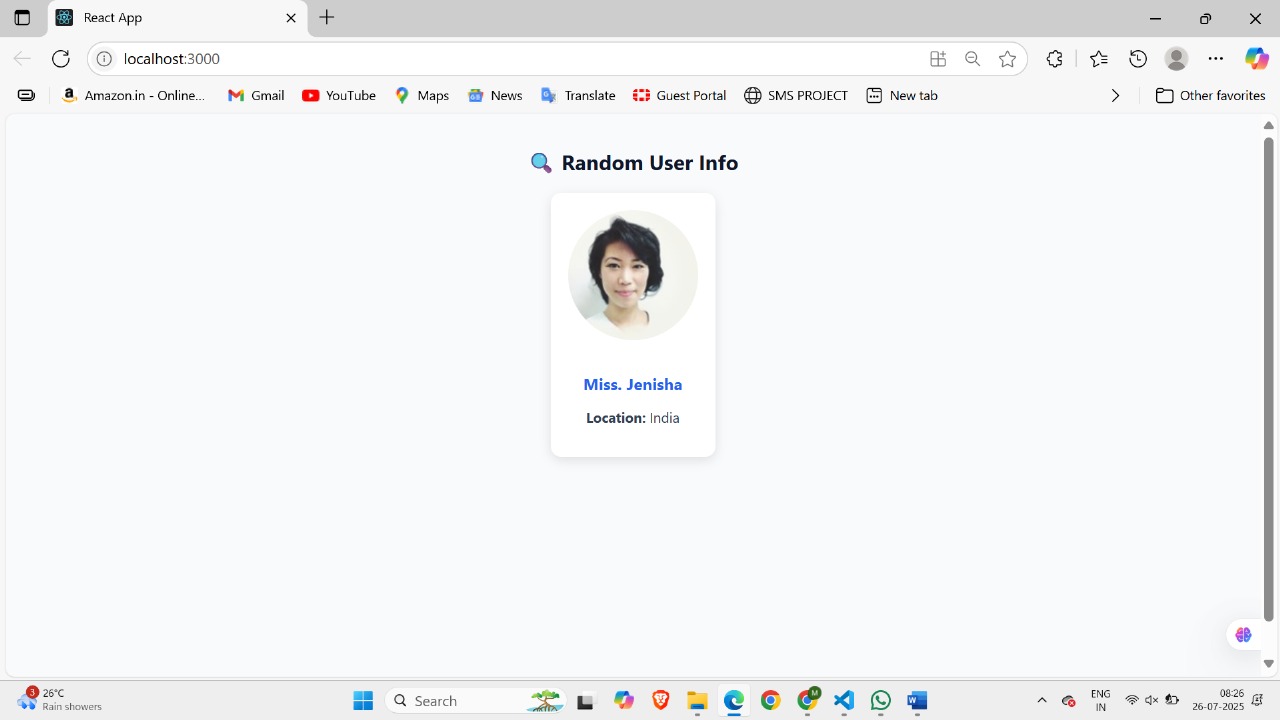 React App
localhost:3000
Amazon.in - Online...
Gmail
YouTube
Maps
News
Translate
Guest Portal
SMS PROJECT
New tab
Other favorites
Random User Info
Miss. Jenisha
Location: India
3
26°C
Rain showers
Search
M
ENG
IN
08:26
26-07-2025